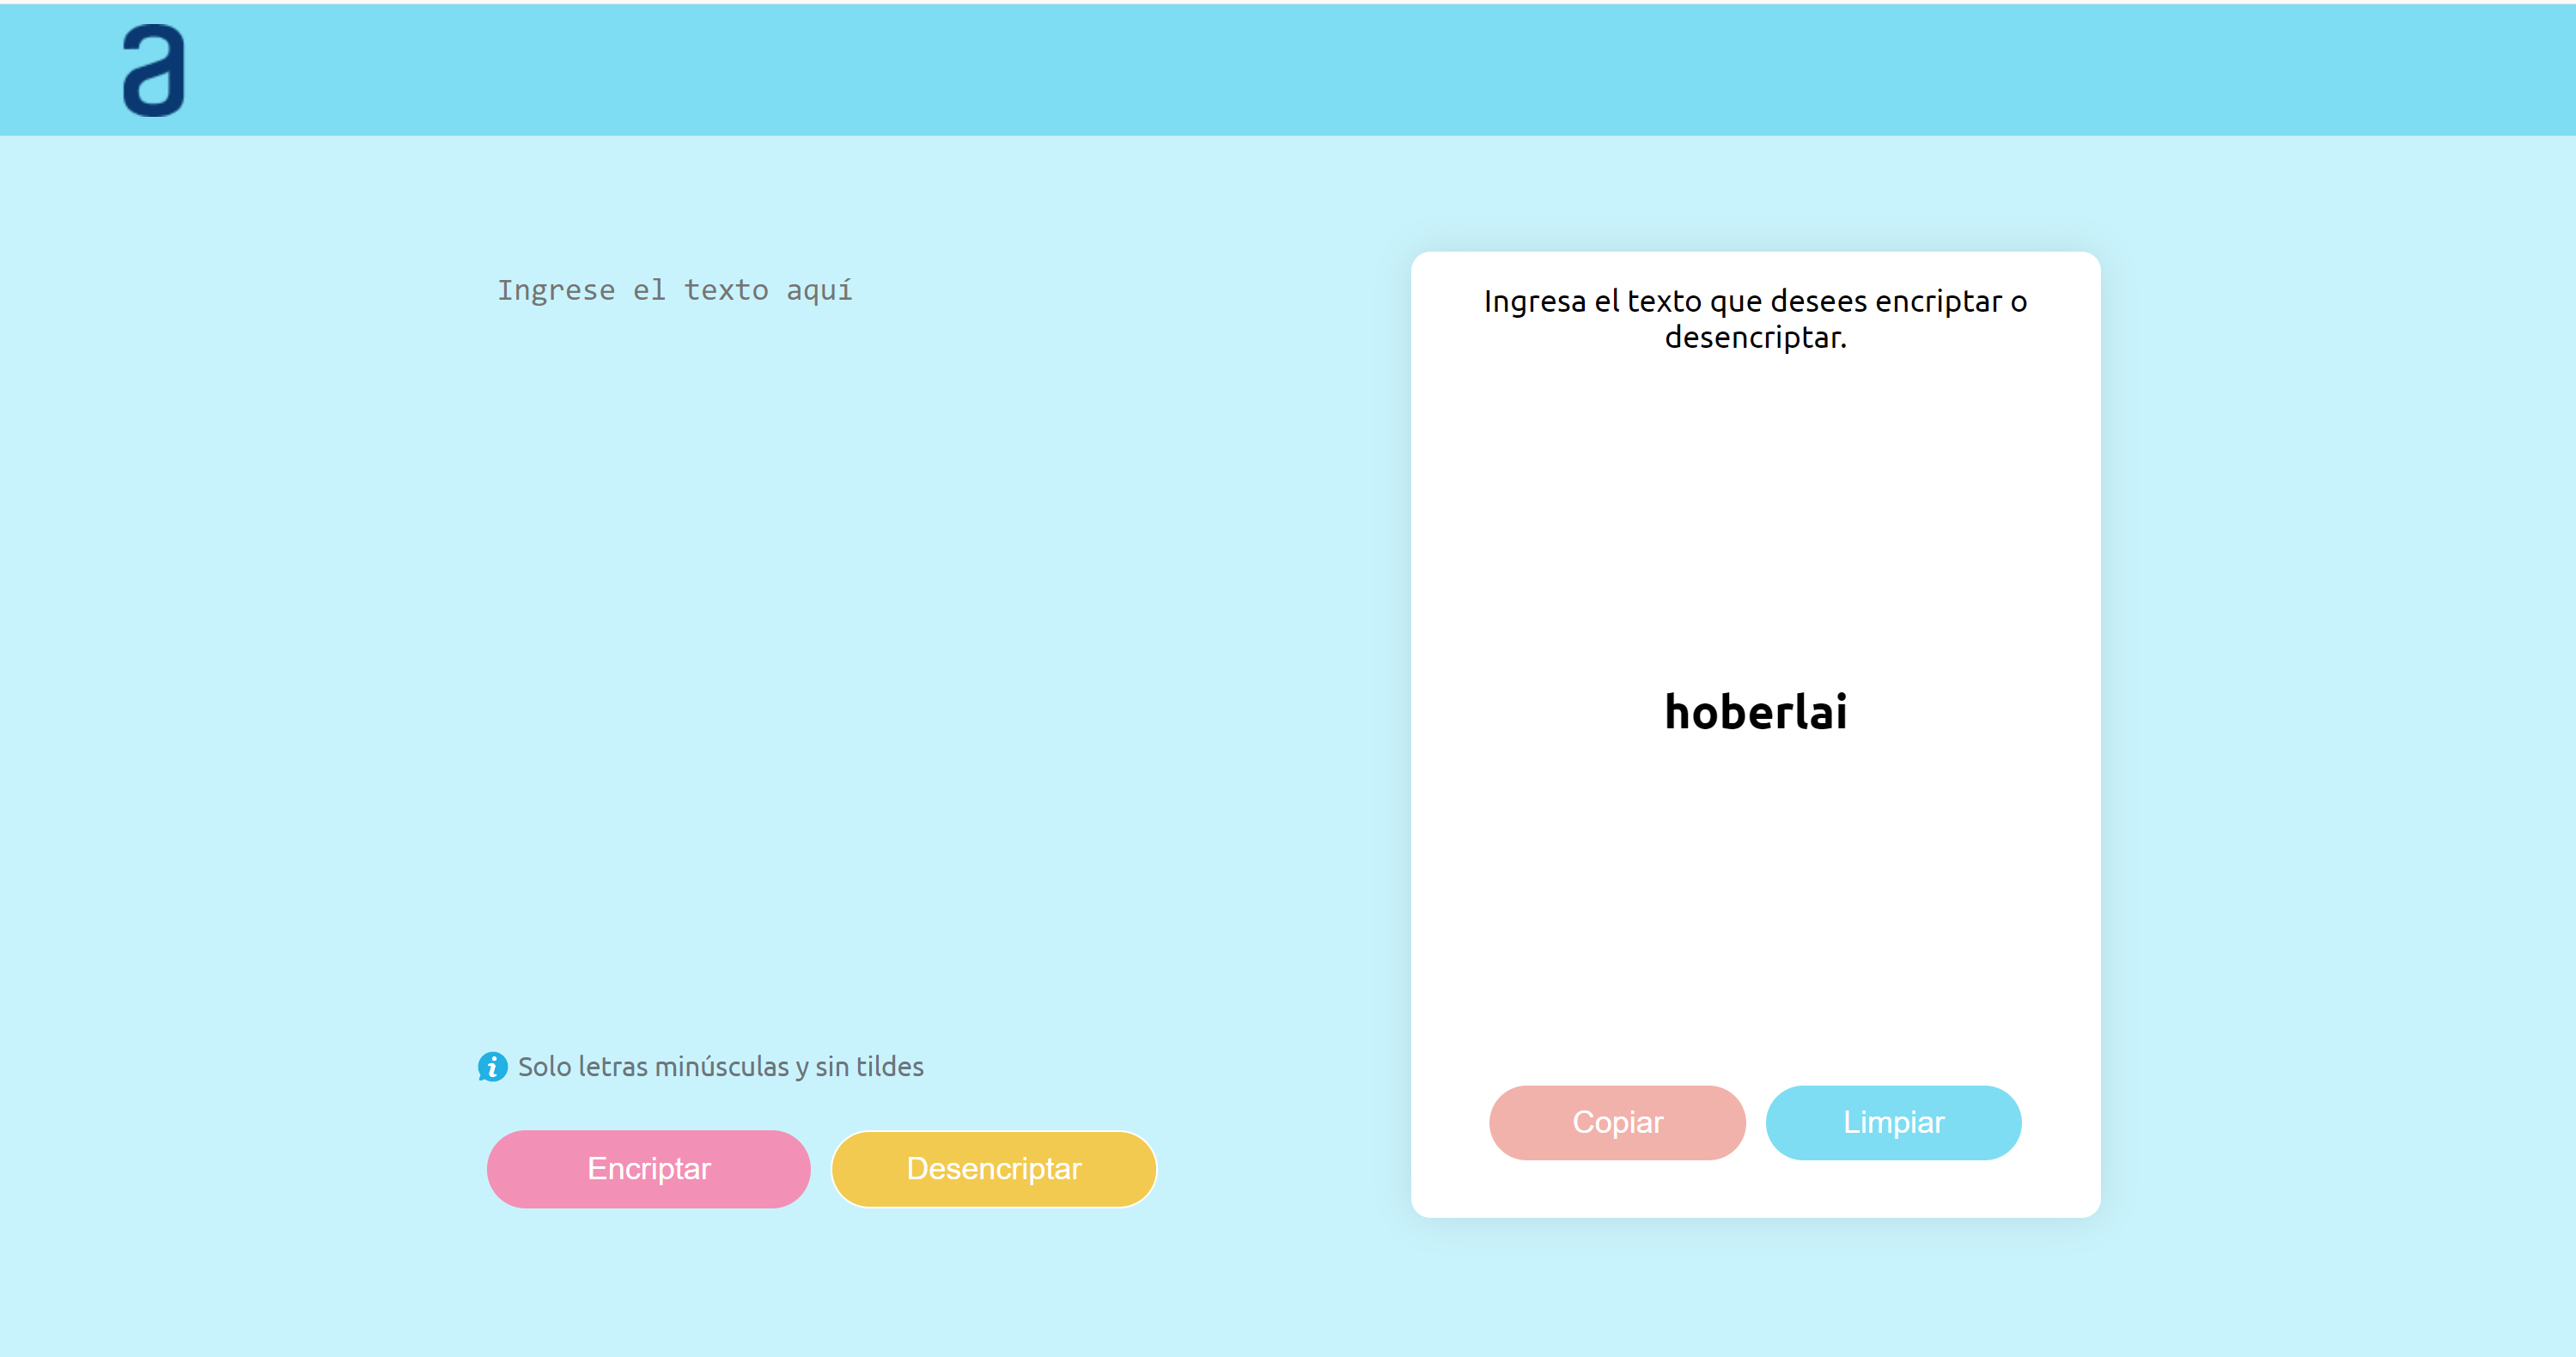 a
Ingrese el texto aquí
Solo letras minúsculas y sin tildes
Encriptar
Desencriptar
Ingresa el texto que desees encriptar o
desencriptar.
hoberlai
Copiar
Limpiar